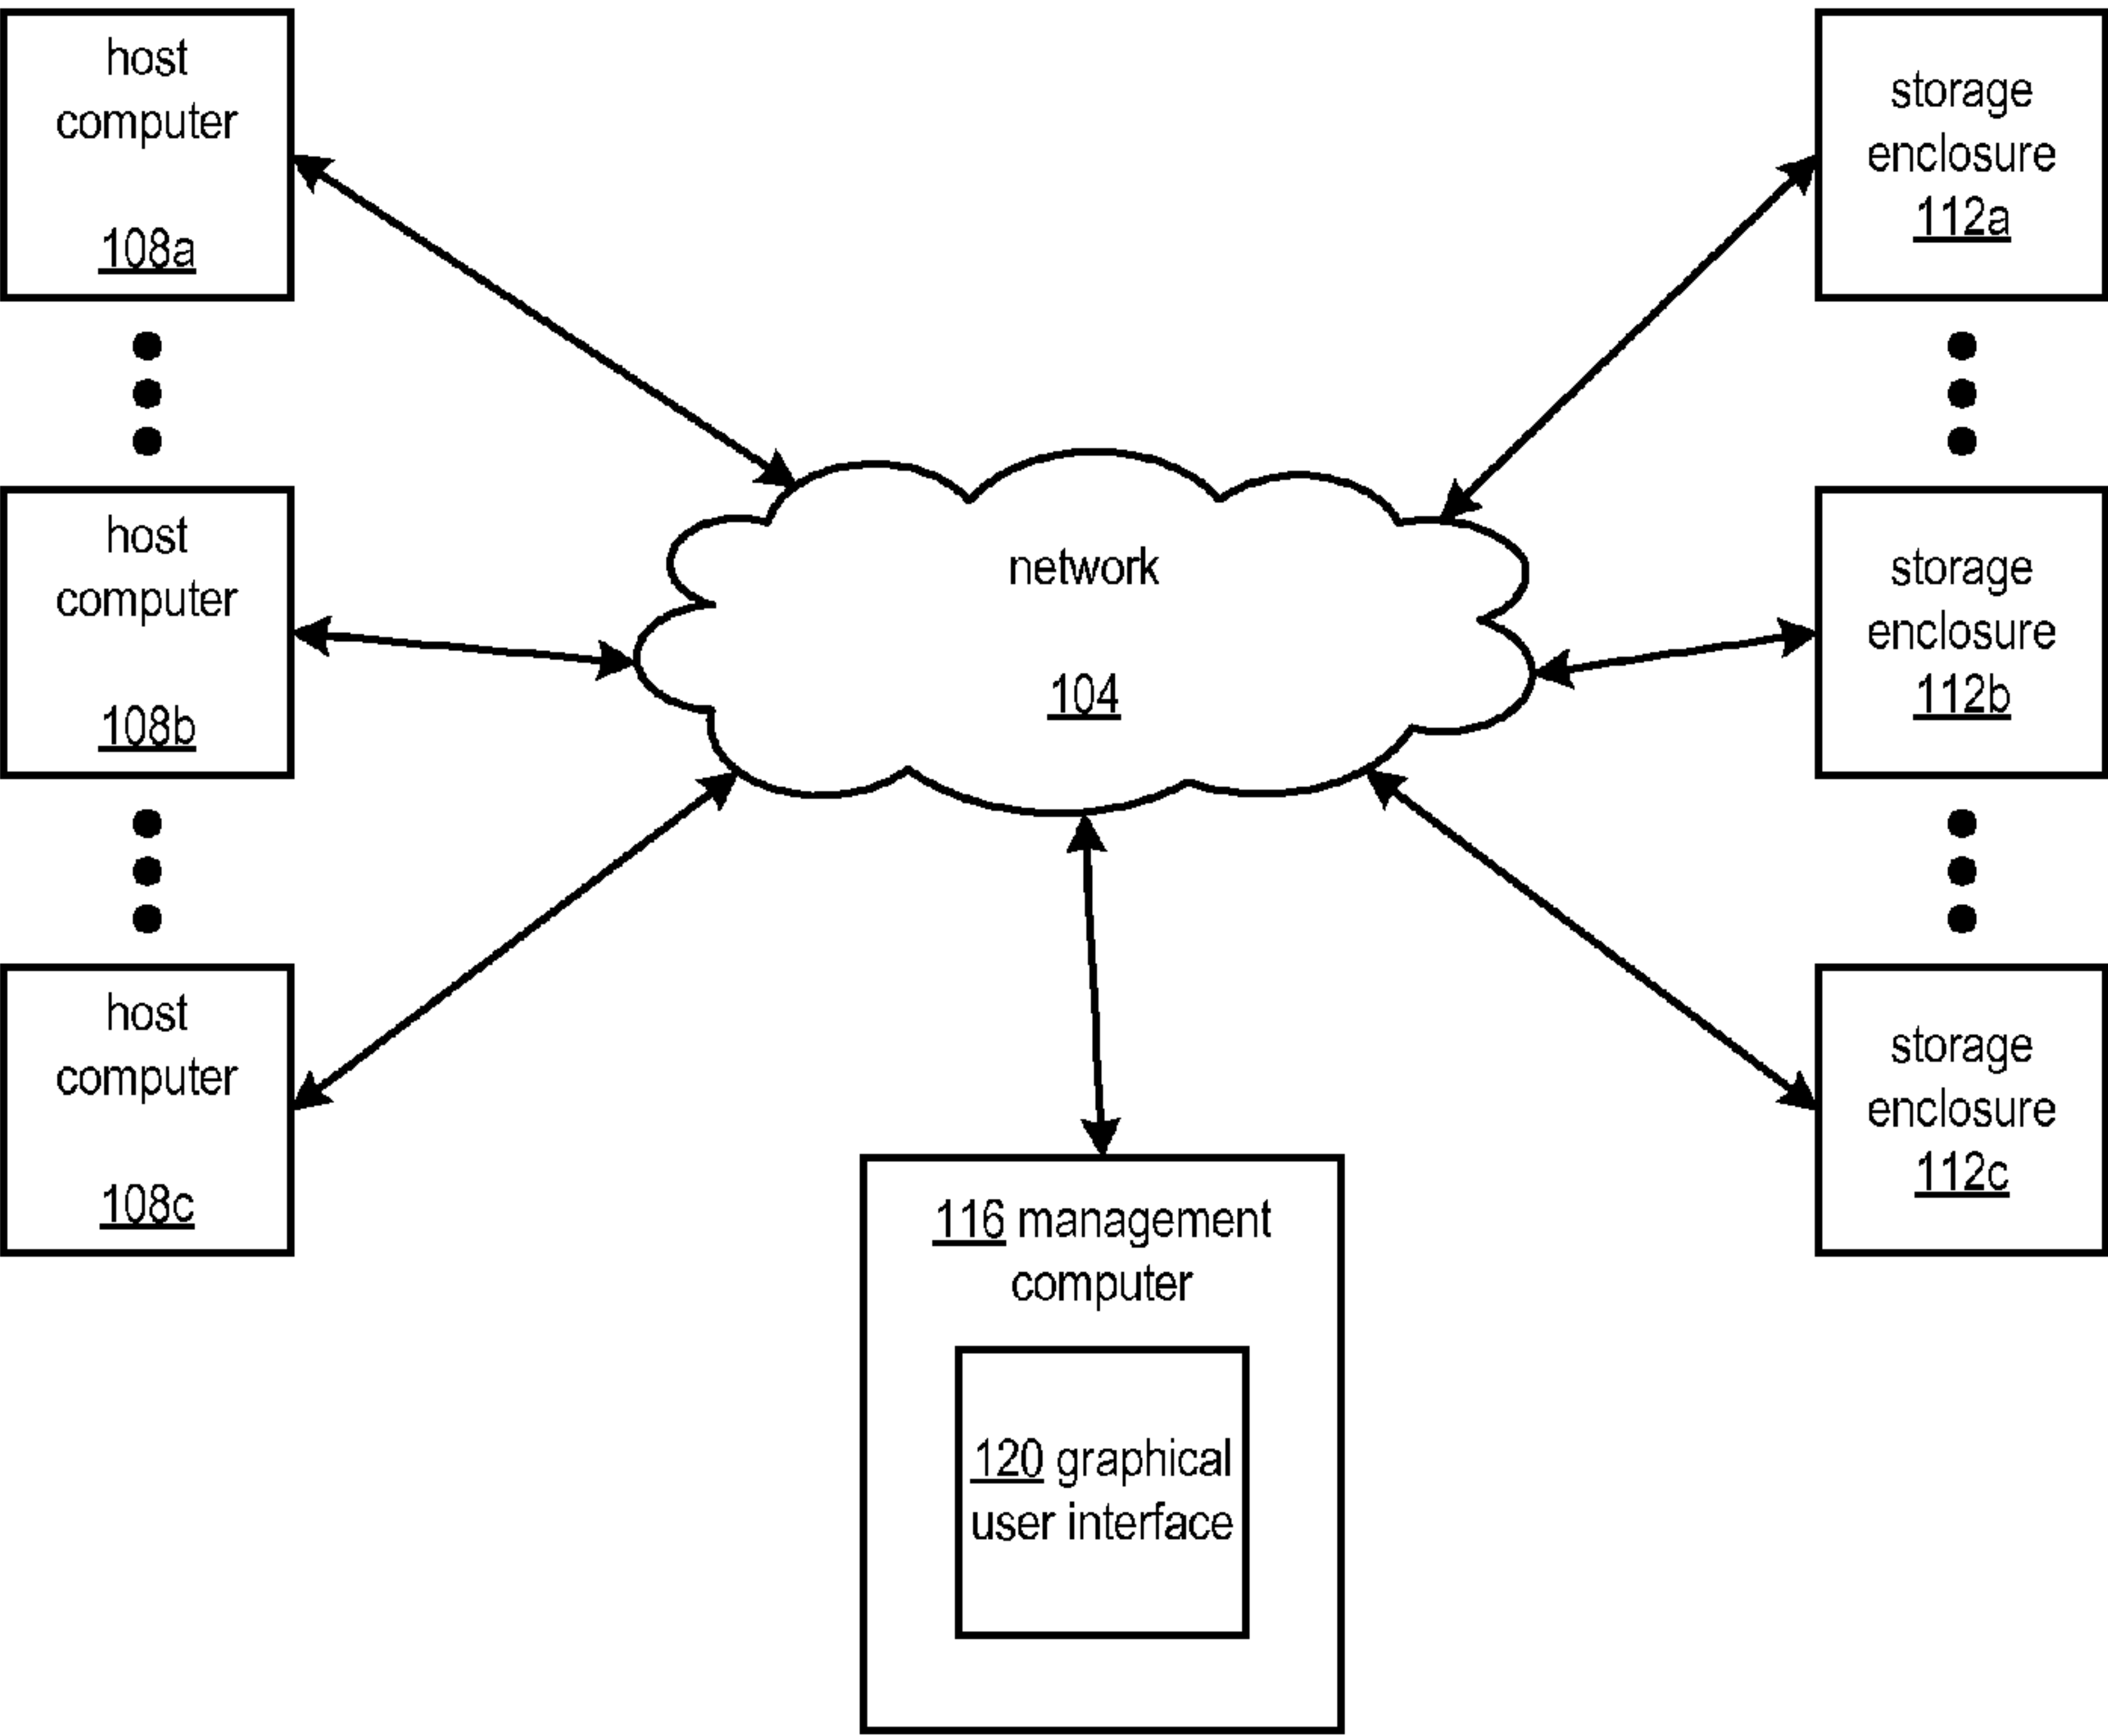 host
computer
108a
host
computer
108b
host
computer
108c
network
104
storage
enclosure
112a
storage
enclosure
112b
storage
enclosure
112c
116 management
computer
120 graphical
user interface